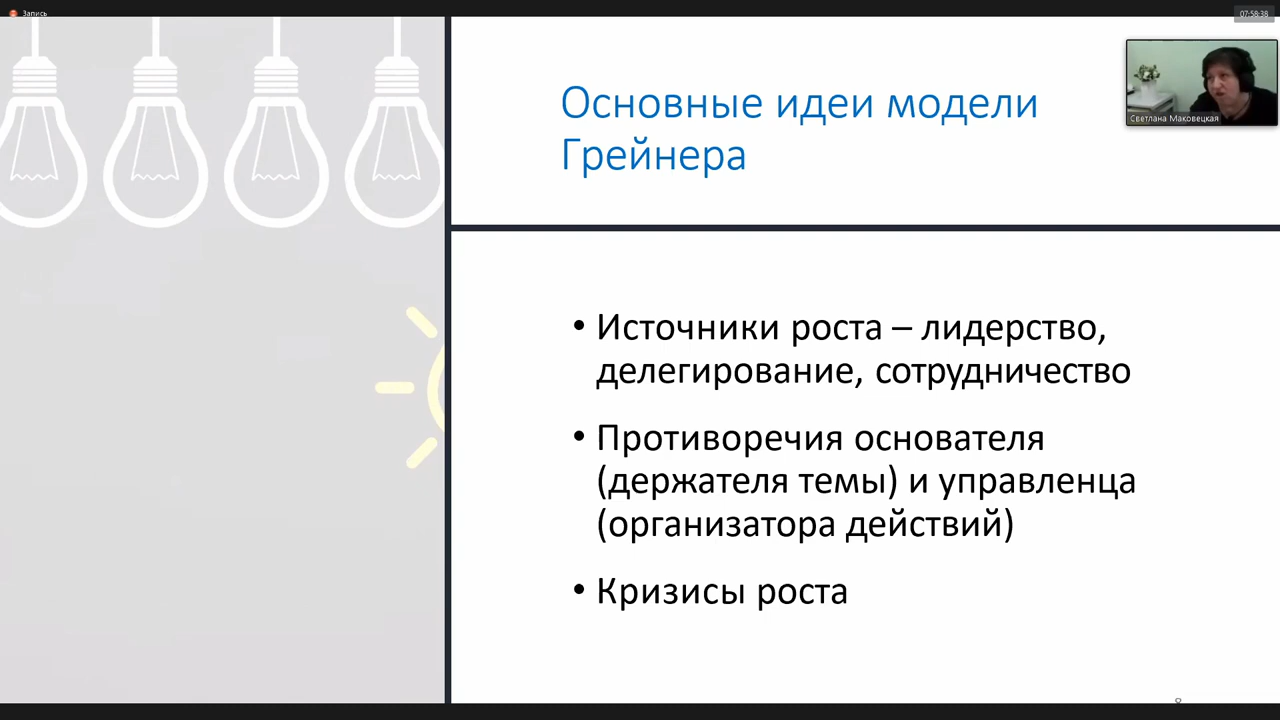 Запись
07:58:38
Светлана Маковецкая
Основные идеи модели
Грейнера
• Источники роста – лидерство,
делегирование, сотрудничество
• Противоречия основателя
(держателя темы) и управленца
(организатора действий)
• Кризисы роста